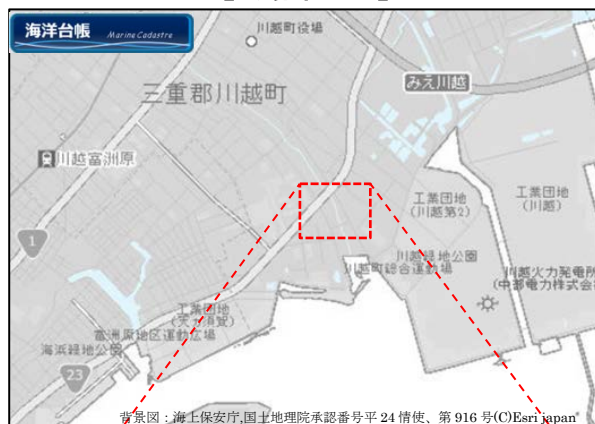 海洋台帳 Marine Cadastre
川越町役場
みえ川越
三重郡川越町
川越富洲原
工業団地
(川越第2)
工業団地
(川越)
1
川越緑地公園
川越町総合運動場
川越火力発電所
(中部電力株式会
工業団地
(天力須賀)
富洲原地区運動広場
海浜緑地公園
23
背景図：海上保安庁,国土地理院承認番号平 24 情使、第 916 号(C)Esri japan